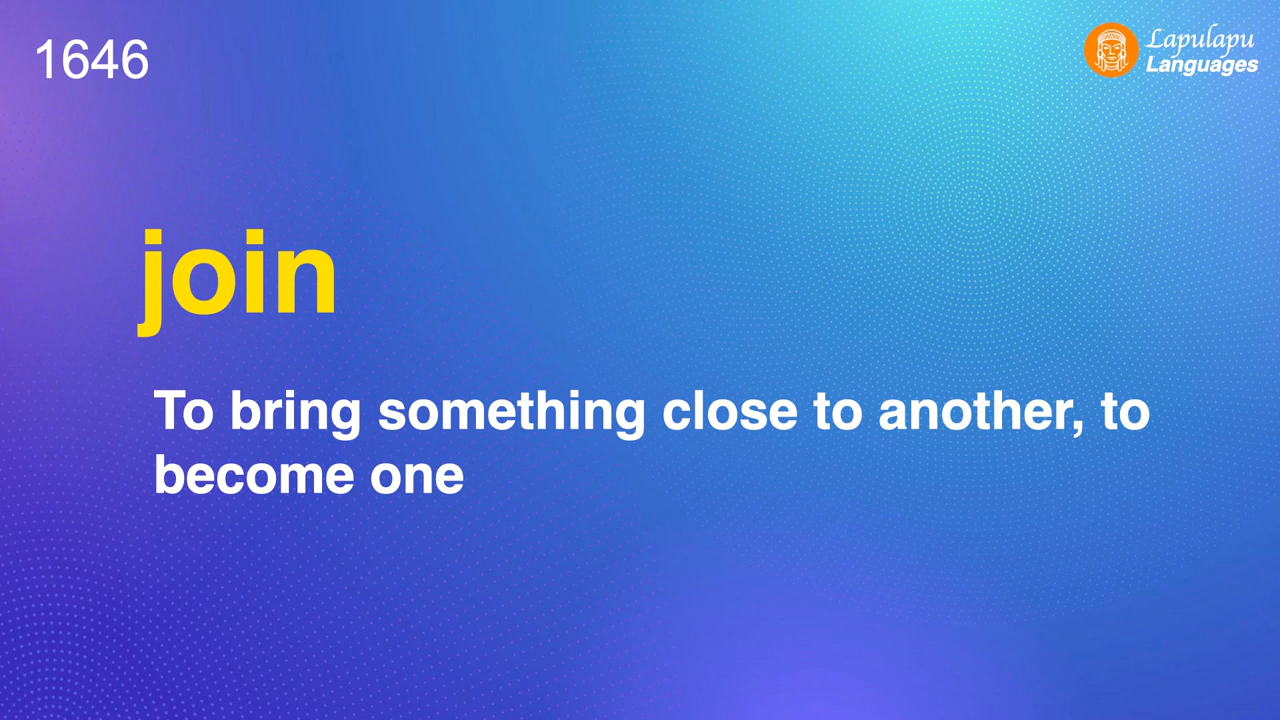 1646
Lapulapu
Languages
join
To bring something close to another, to
become one